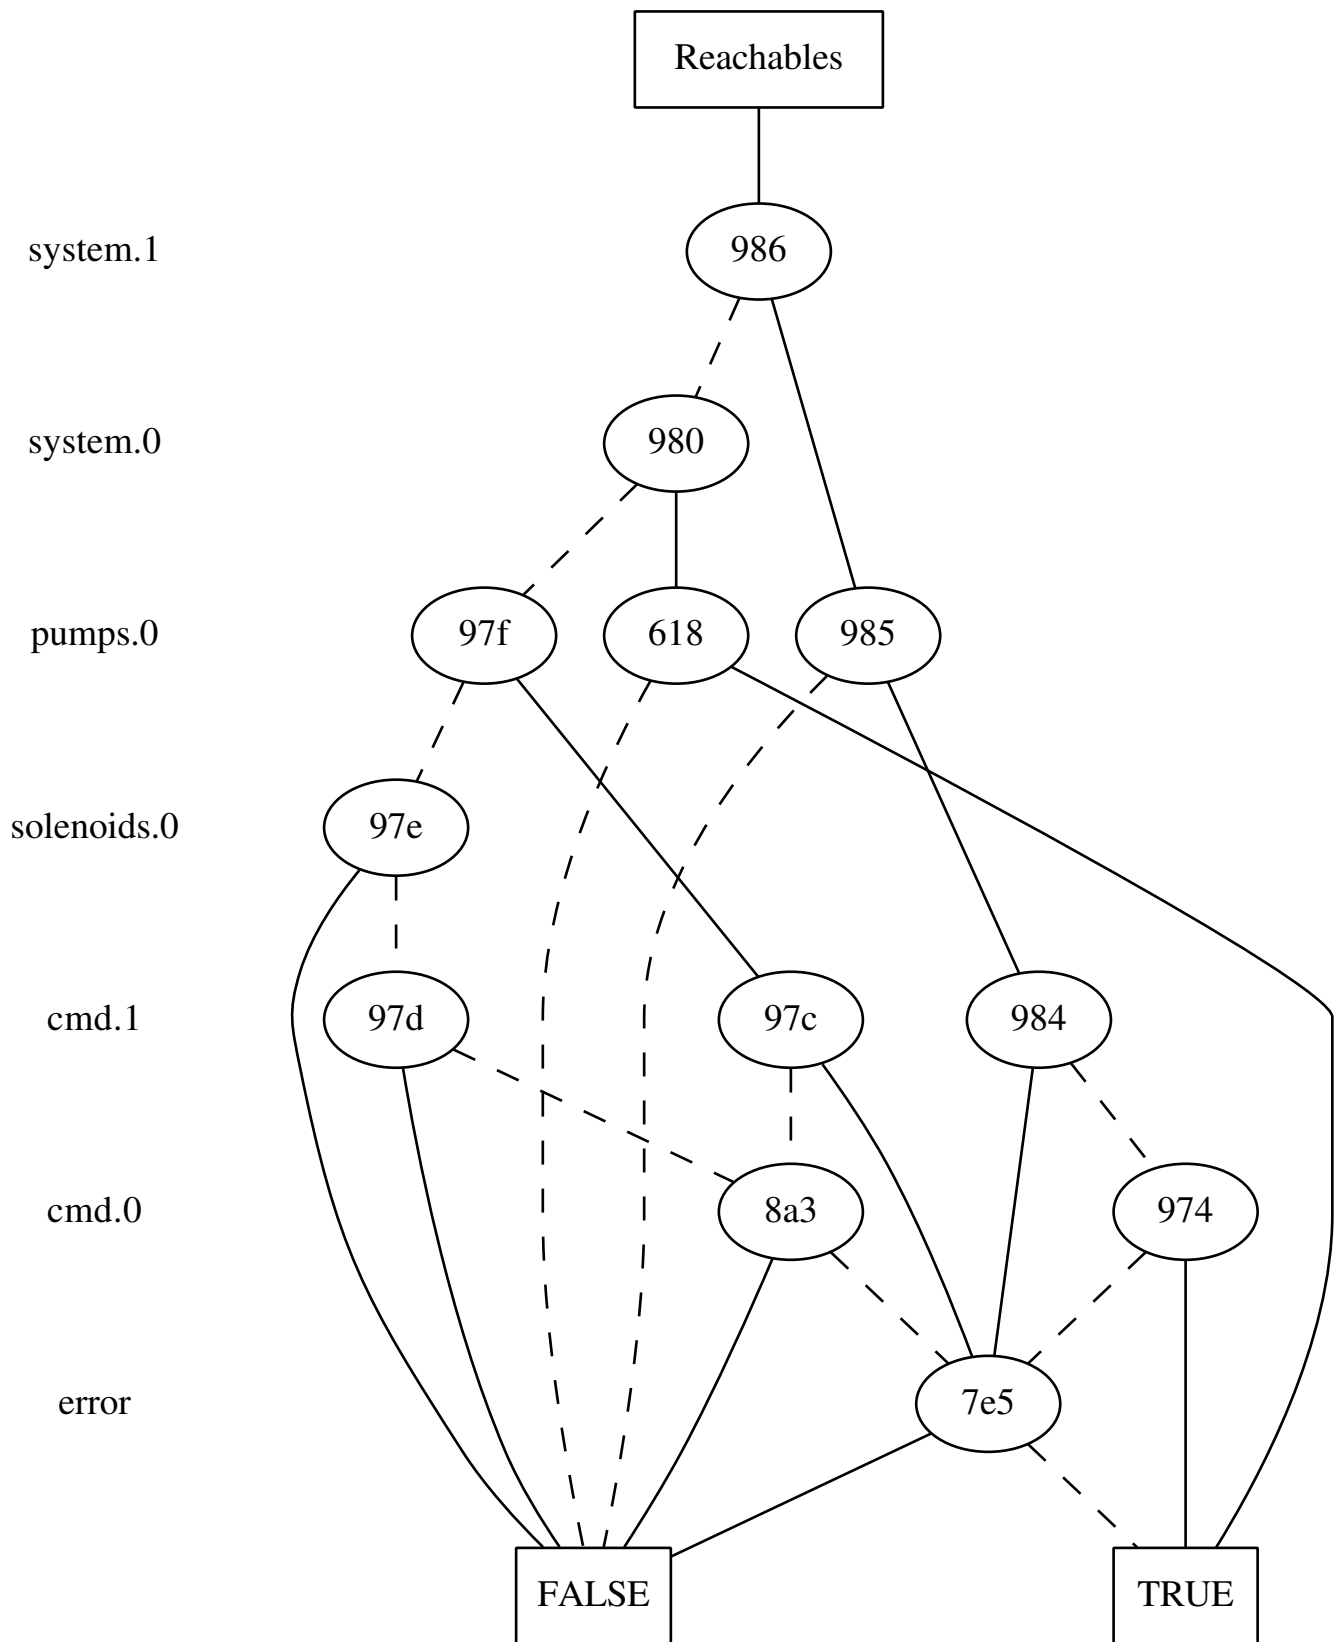 Reachables
system.1 986
system.0 980
pumps.0 97f 618 985
solenoids.0 97e
cmd.1 97d 97c 984
cmd.0 8a3 974
error 7e5
FALSE TRUE